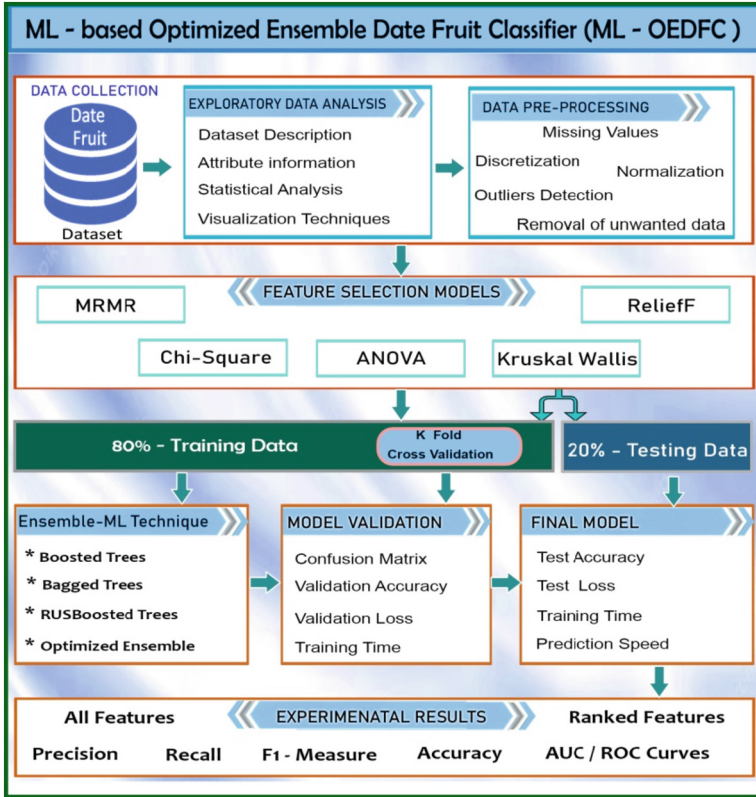 ML - based Optimized Ensemble Date Fruit Classifier (ML - OEDFC )
DATA COLLECTION
Date
Fruit
Dataset
EXPLORATORY DATA ANALYSIS
Dataset Description
Attribute information
Statistical Analysis
Visualization Techniques
DATA PRE-PROCESSING
Missing Values
Discretization
Normalization
Outliers Detection
Removal of unwanted data
FEATURE SELECTION MODELS
MRMR
ReliefF
Chi-Square
ANOVA
Kruskal Wallis
80% - Training Data
K Fold
Cross Validation
20% - Testing Data
Ensemble-ML Technique
* Boosted Trees
* Bagged Trees
* RUSBoosted Trees
* Optimized Ensemble
MODEL VALIDATION
Confusion Matrix
Validation Accuracy
Validation Loss
Training Time
FINAL MODEL
Test Accuracy
Test Loss
Training Time
Prediction Speed
All Features
EXPERIMENATAL RESULTS
Ranked Features
Precision
Recall
F1 - Measure
Accuracy
AUC / ROC Curves